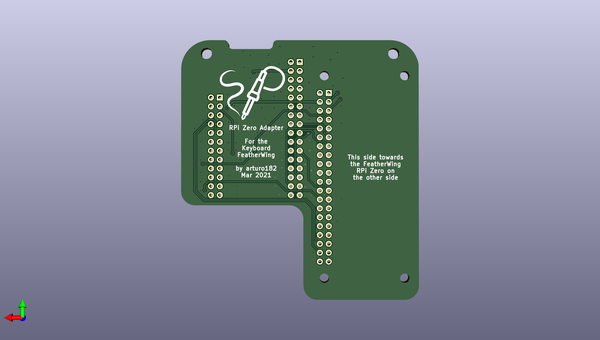 RPi Zero Adapter
For the
Keyboard
FeatherWing
by arturo182
Mar 2021
This side towards
the FeatherWing
RPi Zero on
the other side